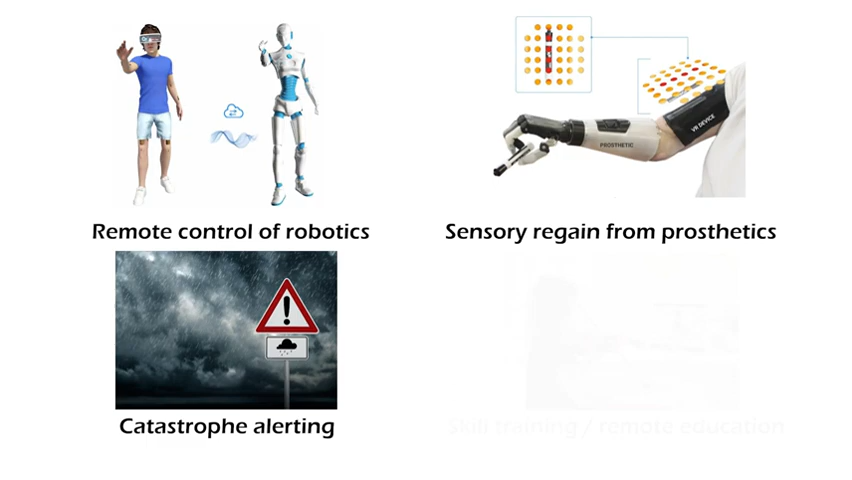 PROSTHETIC
VR DEVICE
Remote control of robotics
Sensory regain from prosthetics
Catastrophe alerting
Skill training / remote education